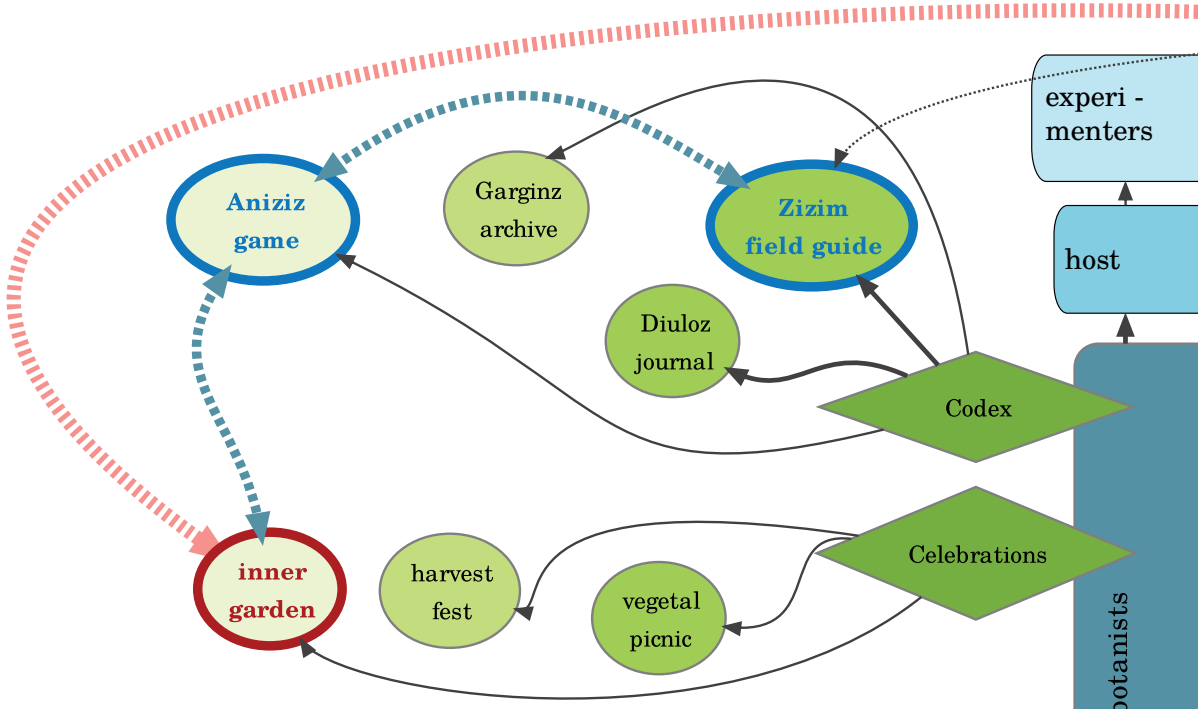 experi -
menters
Garginz
archive
Aniziz
game
Zizim
field guide
host
Diuloz
journal
Codex
Celebrations
inner
garden
harvest
fest
vegetal
picnic